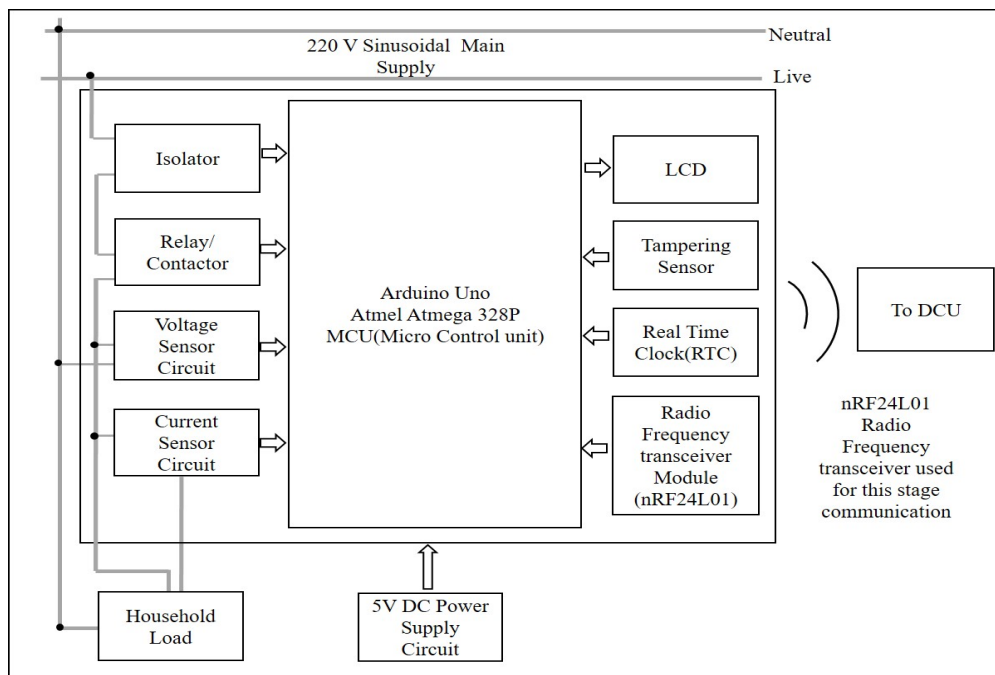 Neutral
220 V Sinusoidal Main
Supply
Live
Isolator
Relay/
Contactor
Voltage
Sensor
Circuit
Current
Sensor
Circuit
Arduino Uno
Atmel Atmega 328P
MCU(Micro Control unit)
LCD
Tampering
Sensor
Real Time
Clock(RTC)
Radio
Frequency
transceiver
Module
(nRF24L01)
To DCU
nRF24L01
Radio
Frequency
transceiver used
for this stage
communication
Household
Load
5V DC Power
Supply
Circuit